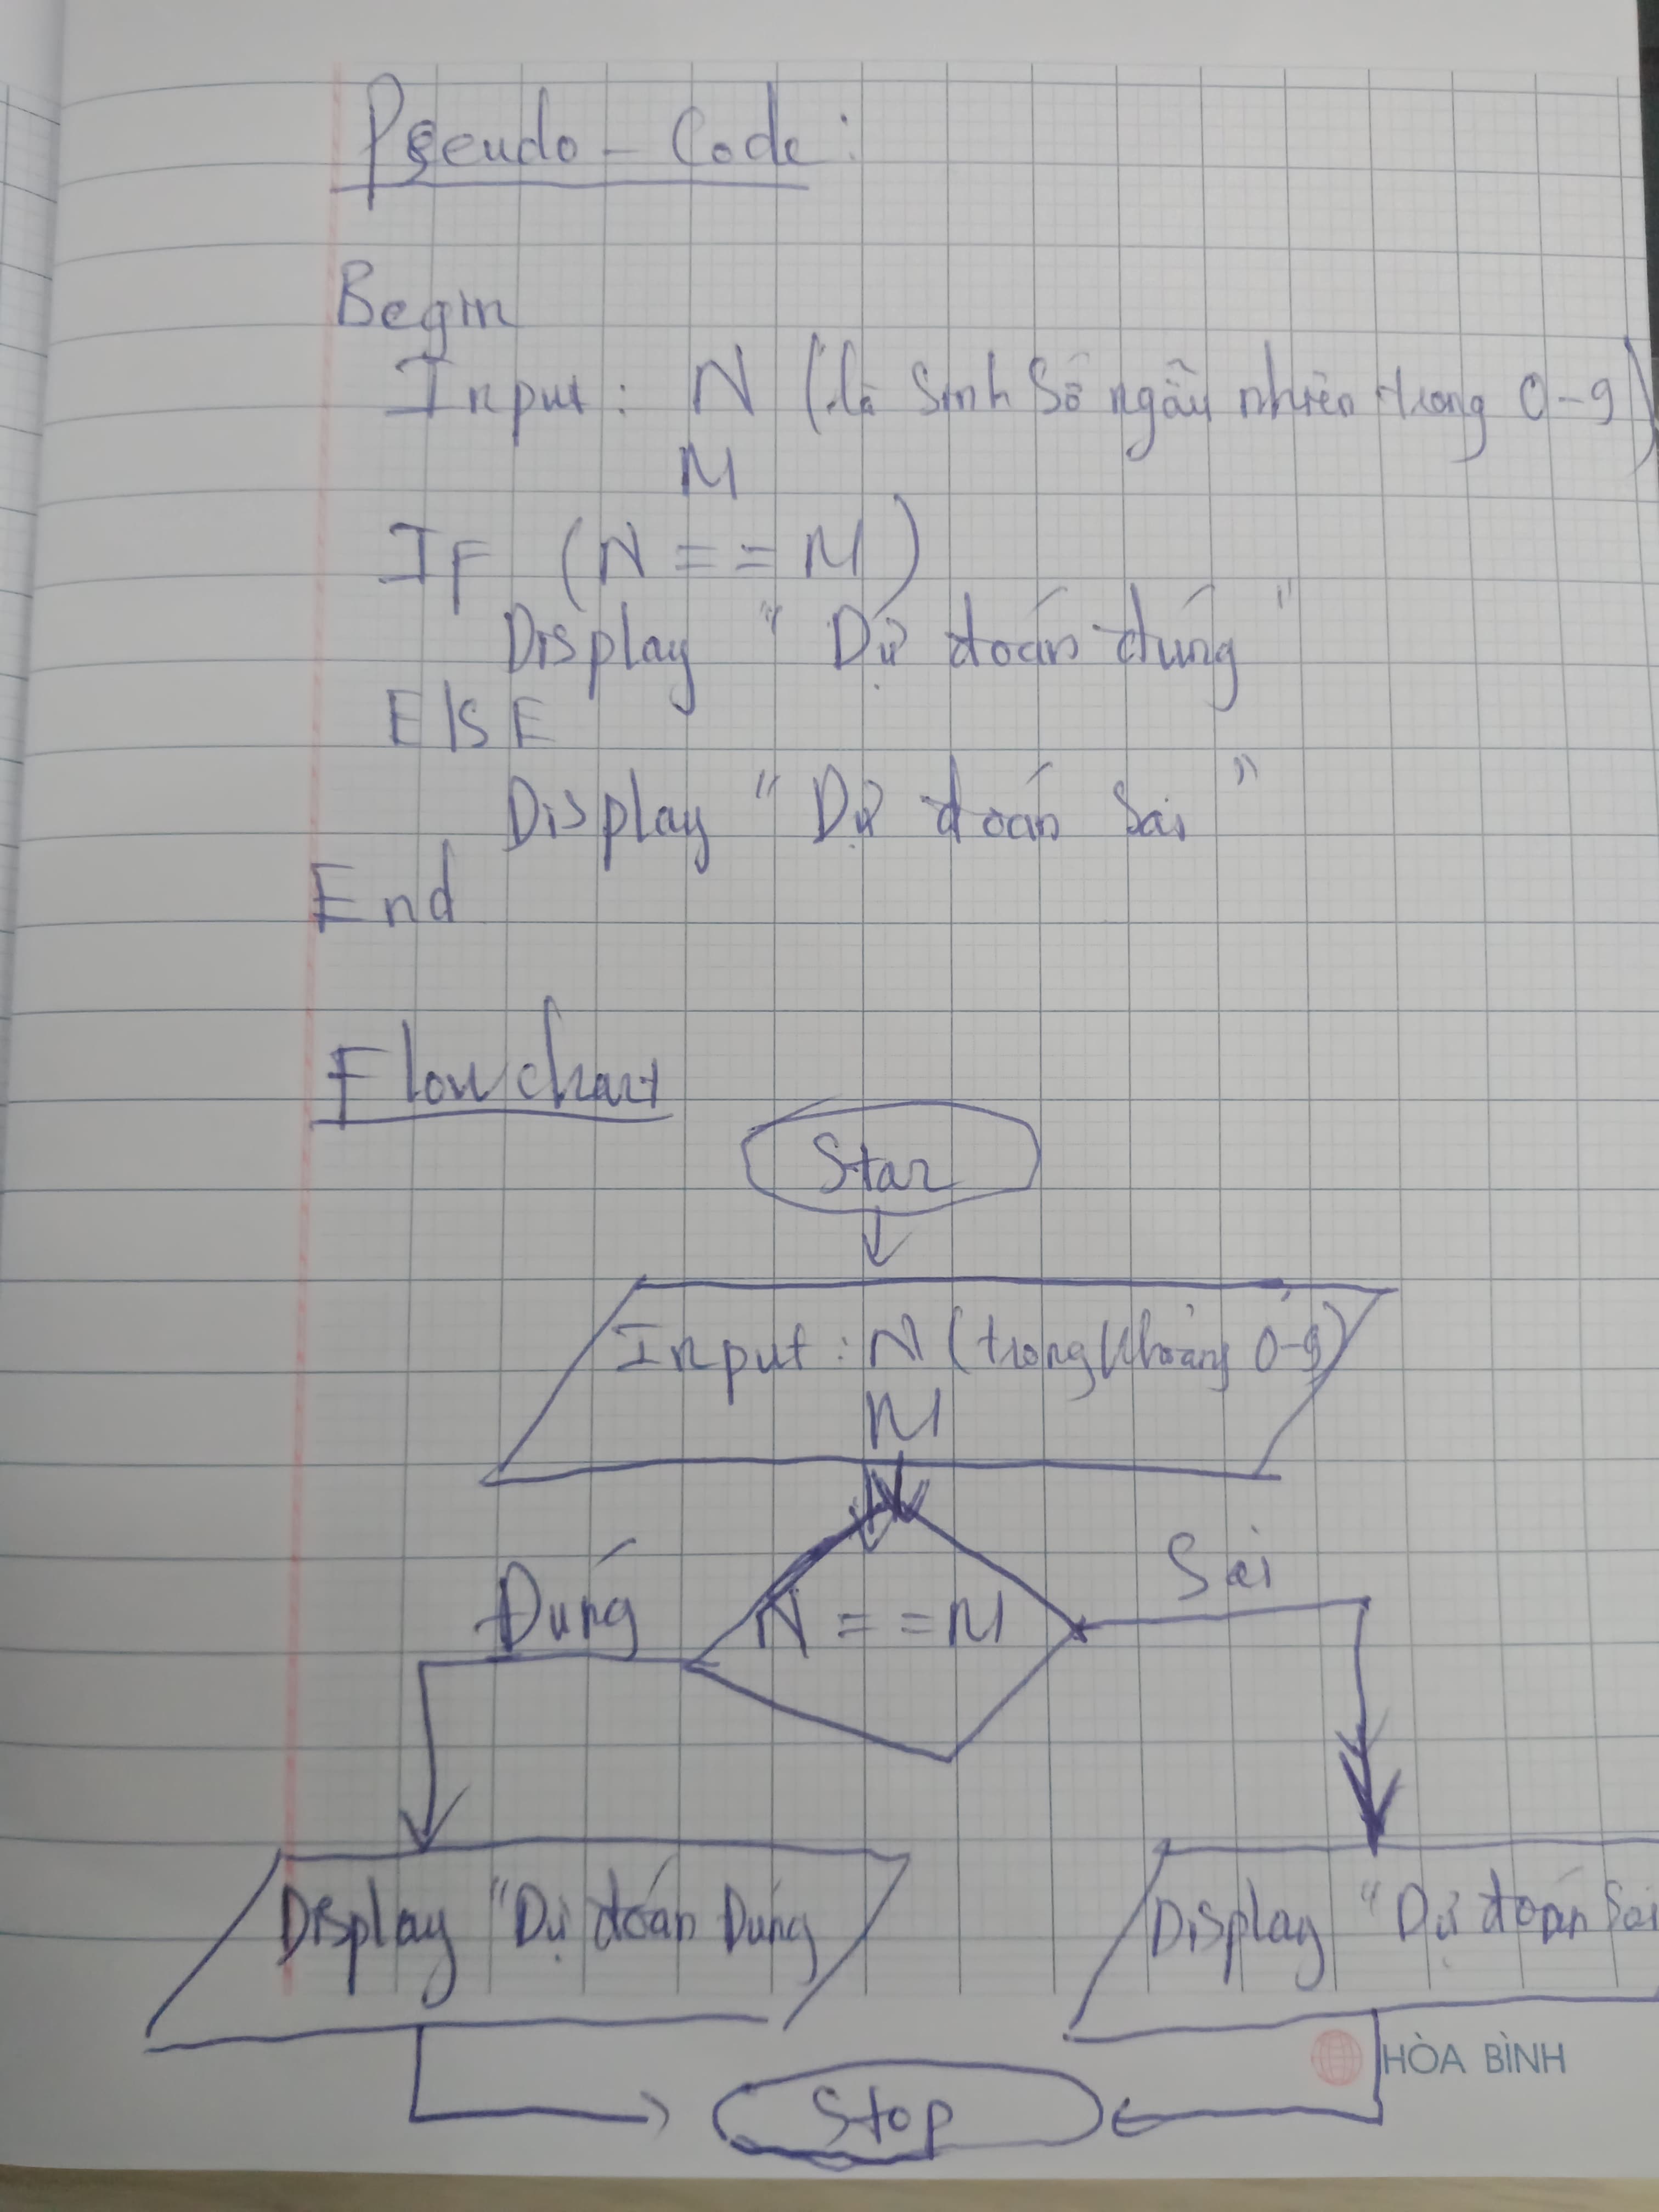 Pseudo - Code :
Begin
Input : N (là sinh số ngẫu nhiên trong 0-9)
M
IF (N == M)
Display " Dự đoán đúng "
ElSE
Display " Dự đoán Sai "
End
Flowchart
Star
Input : N (trong khoảng 0-9)
M
Đúng
N == M
Sai
Display "Dự đoán Đúng
Display "Dự đoán Sai
HÒA BÌNH
Stop